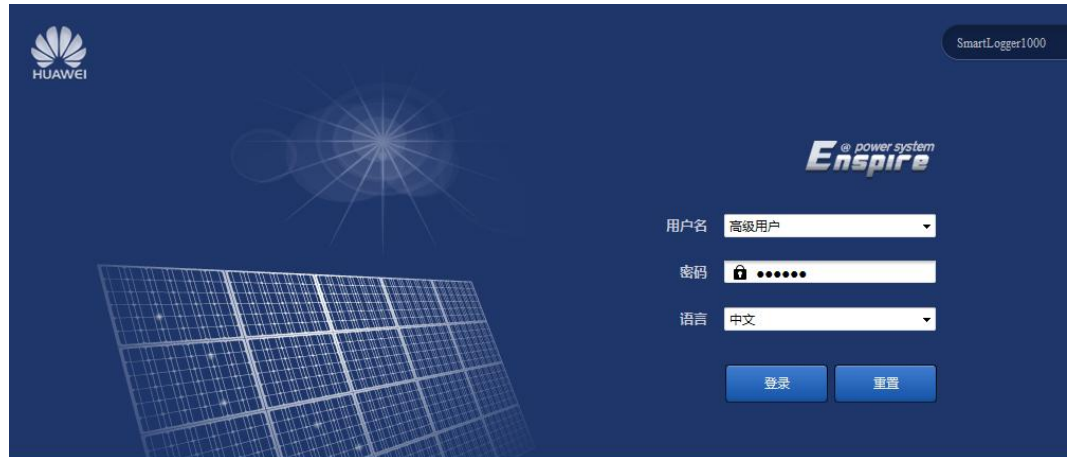 HUAWEI
SmartLogger1000
Enspire @ power system
用户名 高级用户
密码 ●●●●●●
语言 中文
登录 重置